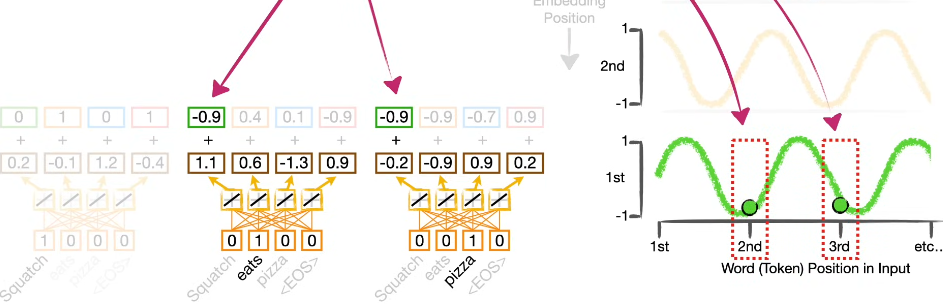 Embedding
Position
1
2nd
-1
0 1 0 1 -0.9 0.4 0.1 -0.9 -0.9 -0.9 -0.7 0.9
+ + + + + + + + + + + +
0.2 -0.1 1.2 -0.4 1.1 0.6 -1.3 0.9 -0.2 -0.9 0.9 0.2
1 0 0 0 0 1 0 0 0 0 1 0
Squatch eats pizza <EOS> Squatch eats pizza <EOS> Squatch eats pizza <EOS>
1
1st
-1
1st 2nd 3rd etc..
Word (Token) Position in Input